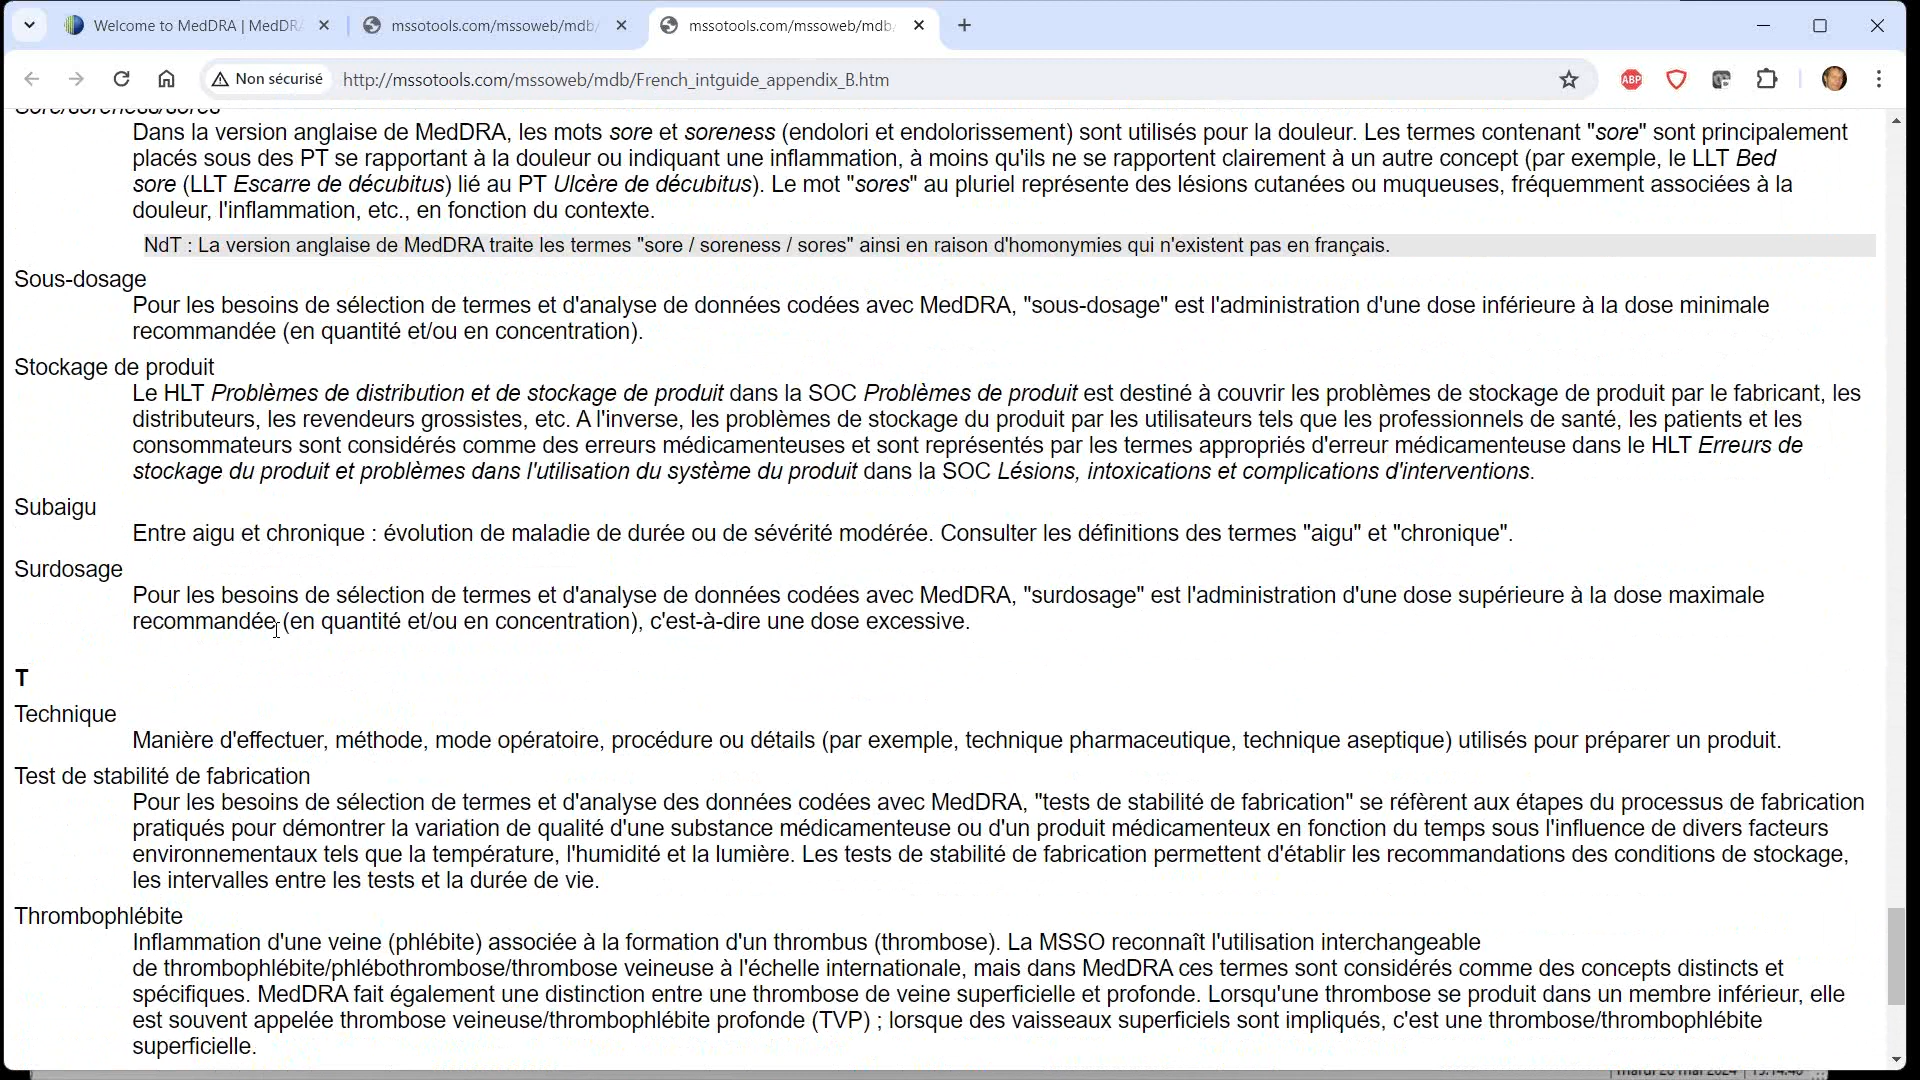 Welcome to MedDRA | MedDRA
mssotools.com/mssoweb/mdb/
mssotools.com/mssoweb/mdb/
Non sécurisé
http://mssotools.com/mssoweb/mdb/French_intguide_appendix_B.htm
ABP
Sore/soreness/sores
Dans la version anglaise de MedDRA, les mots sore et soreness (endolori et endolorissement) sont utilisés pour la douleur. Les termes contenant "sore" sont principalement
placés sous des PT se rapportant à la douleur ou indiquant une inflammation, à moins qu'ils ne se rapportent clairement à un autre concept (par exemple, le LLT Bed
sore (LLT Escarre de décubitus) lié au PT Ulcère de décubitus). Le mot "sores" au pluriel représente des lésions cutanées ou muqueuses, fréquemment associées à la
douleur, l'inflammation, etc., en fonction du contexte.
NdT : La version anglaise de MedDRA traite les termes "sore / soreness / sores" ainsi en raison d'homonymies qui n'existent pas en français.
Sous-dosage
Pour les besoins de sélection de termes et d'analyse de données codées avec MedDRA, "sous-dosage" est l'administration d'une dose inférieure à la dose minimale
recommandée (en quantité et/ou en concentration).
Stockage de produit
Le HLT Problèmes de distribution et de stockage de produit dans la SOC Problèmes de produit est destiné à couvrir les problèmes de stockage de produit par le fabricant, les
distributeurs, les revendeurs grossistes, etc. A l'inverse, les problèmes de stockage du produit par les utilisateurs tels que les professionnels de santé, les patients et les
consommateurs sont considérés comme des erreurs médicamenteuses et sont représentés par les termes appropriés d'erreur médicamenteuse dans le HLT Erreurs de
stockage du produit et problèmes dans l'utilisation du système du produit dans la SOC Lésions, intoxications et complications d'interventions.
Subaigu
Entre aigu et chronique : évolution de maladie de durée ou de sévérité modérée. Consulter les définitions des termes "aigu" et "chronique".
Surdosage
Pour les besoins de sélection de termes et d'analyse de données codées avec MedDRA, "surdosage" est l'administration d'une dose supérieure à la dose maximale
recommandée (en quantité et/ou en concentration), c'est-à-dire une dose excessive.
T
Technique
Manière d'effectuer, méthode, mode opératoire, procédure ou détails (par exemple, technique pharmaceutique, technique aseptique) utilisés pour préparer un produit.
Test de stabilité de fabrication
Pour les besoins de sélection de termes et d'analyse des données codées avec MedDRA, "tests de stabilité de fabrication" se réfèrent aux étapes du processus de fabrication
pratiqués pour démontrer la variation de qualité d'une substance médicamenteuse ou d'un produit médicamenteux en fonction du temps sous l'influence de divers facteurs
environnementaux tels que la température, l'humidité et la lumière. Les tests de stabilité de fabrication permettent d'établir les recommandations des conditions de stockage,
les intervalles entre les tests et la durée de vie.
Thrombophlébite
Inflammation d'une veine (phlébite) associée à la formation d'un thrombus (thrombose). La MSSO reconnaît l'utilisation interchangeable
de thrombophlébite/phlébothrombose/thrombose veineuse à l'échelle internationale, mais dans MedDRA ces termes sont considérés comme des concepts distincts et
spécifiques. MedDRA fait également une distinction entre une thrombose de veine superficielle et profonde. Lorsqu'une thrombose se produit dans un membre inférieur, elle
est souvent appelée thrombose veineuse/thrombophlébite profonde (TVP) ; lorsque des vaisseaux superficiels sont impliqués, c'est une thrombose/thrombophlébite
superficielle.